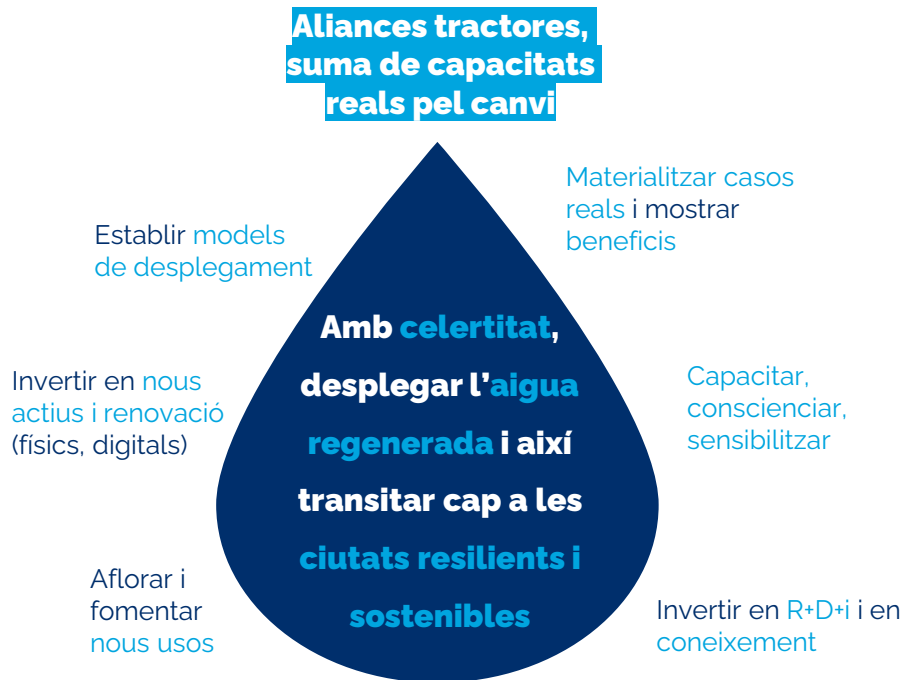 Aliances tractores,
suma de capacitats
reals pel canvi
Materialitzar casos
reals i mostrar
beneficis
Establir models
de desplegament
Amb celertitat,
desplegar l'aigua
regenerada i així
transitar cap a les
ciutats resilients i
sostenibles
Invertir en nous
actius i renovació
(físics, digitals)
Capacitar,
conscienciar,
sensibilitzar
Aflorar i
fomentar
nous usos
Invertir en R+D+i i en
coneixement